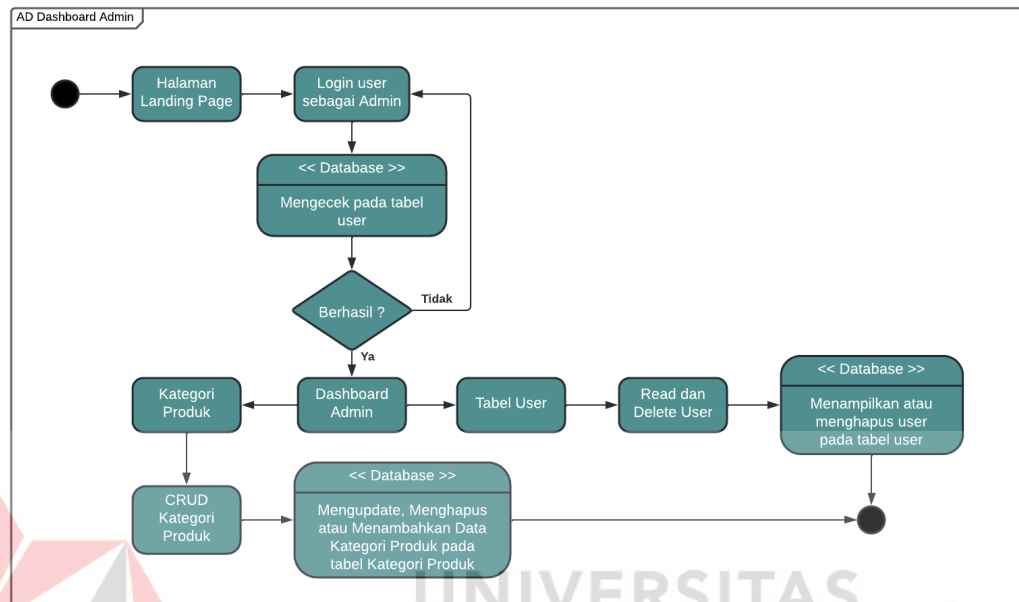 AD Dashboard Admin
Halaman
Landing Page
Login user
sebagai Admin
<< Database >>
Mengecek pada tabel
user
Berhasil ?
Tidak
Ya
Kategori
Produk
Dashboard
Admin
Tabel User
Read dan
Delete User
<< Database >>
Menampilkan atau
menghapus user
pada tabel user
CRUD
Kategori
Produk
<< Database >>
Mengupdate, Menghapus
atau Menambahkan Data
Kategori Produk pada
tabel Kategori Produk
UNIVERSITAS